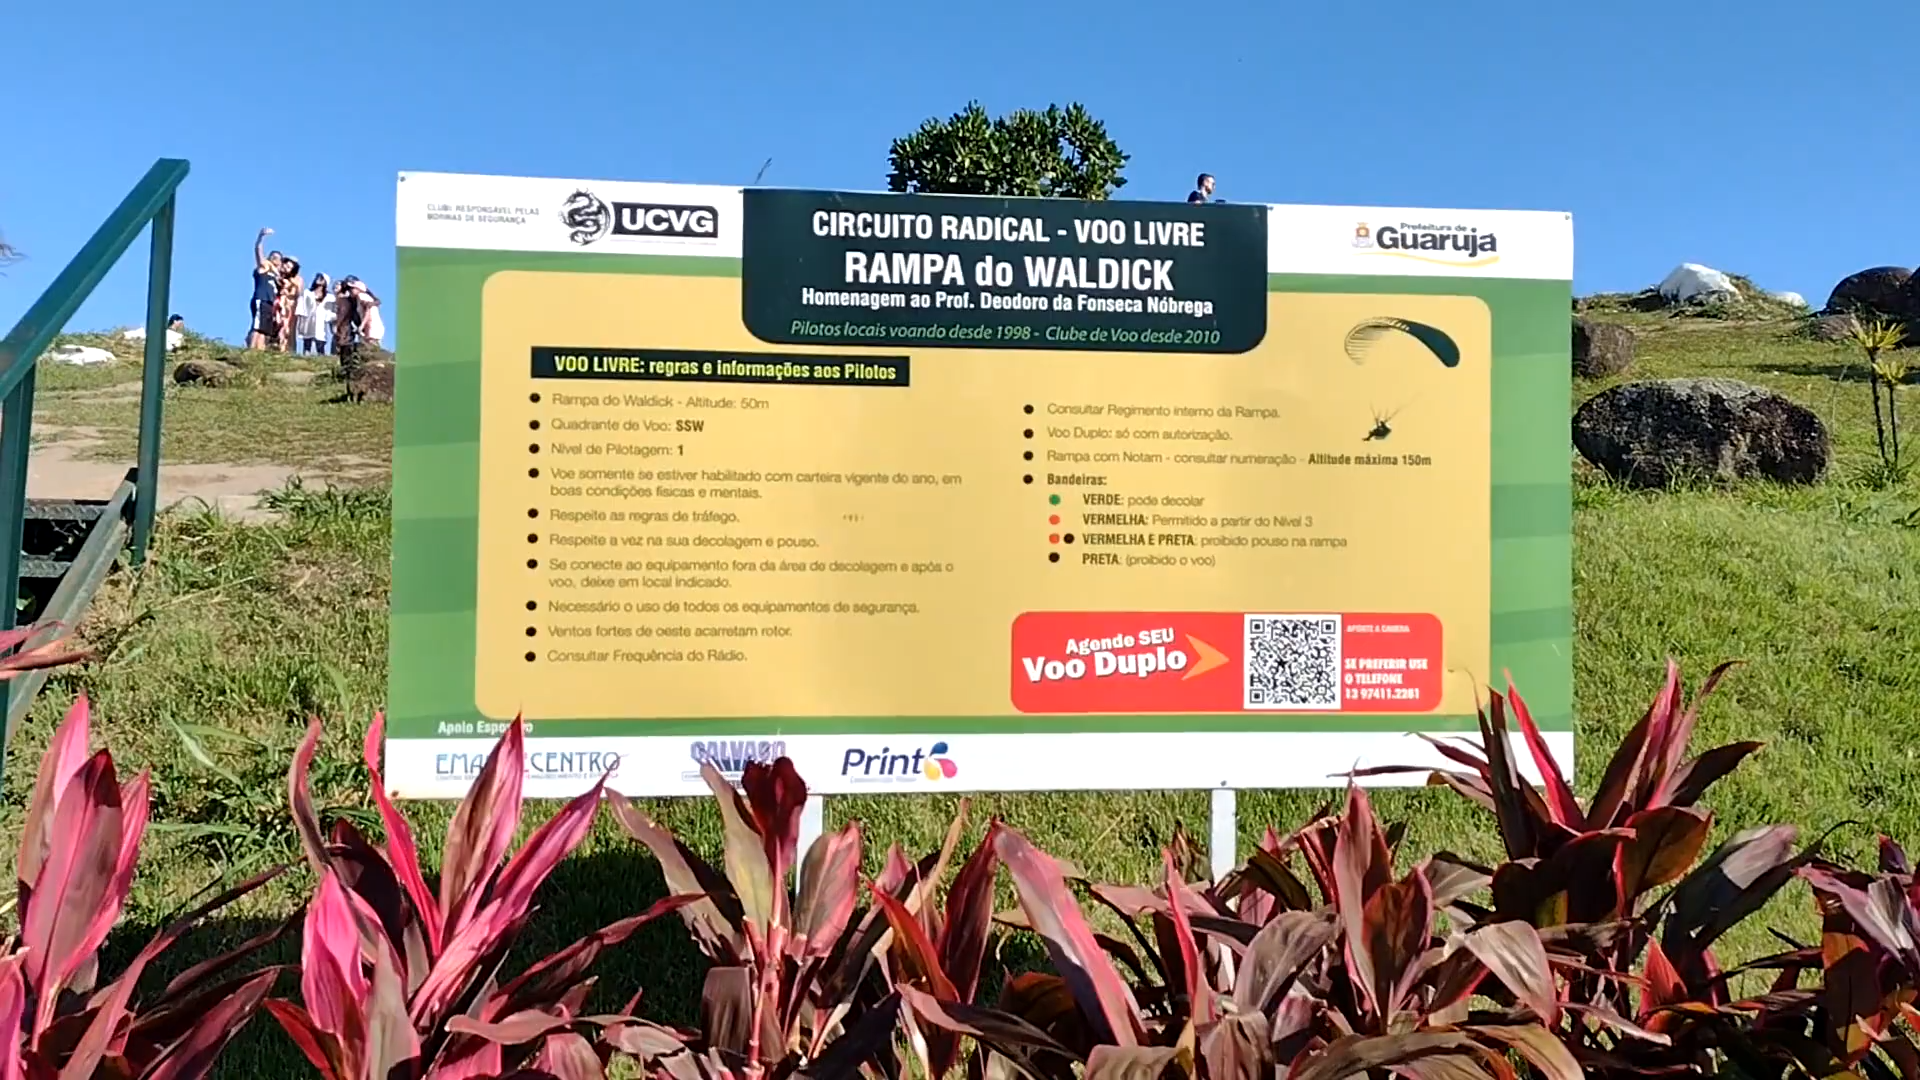 CLUBE RESPONSÁVEL PELAS
NORMAS DE SEGURANÇA
UCVG
CIRCUITO RADICAL - VOO LIVRE
RAMPA do WALDICK
Homenagem ao Prof. Deodoro da Fonseca Nóbrega
Pilotos locais voando desde 1998 - Clube de Voo desde 2010
Prefeitura de
Guarujá
VOO LIVRE: regras e informações aos Pilotos
Rampa do Waldick - Altitude: 50m
Quadrante de Voo: SSW
Nível de Pilotagem: 1
Voe somente se estiver habilitado com carteira vigente do ano, em
boas condições físicas e mentais.
Respeite as regras de tráfego.
Respeite a vez na sua decolagem e pouso.
Se conecte ao equipamento fora da área de decolagem e após o
voo, deixe em local indicado.
Necessário o uso de todos os equipamentos de segurança.
Ventos fortes de oeste acarretam rotor.
Consultar Frequência do Rádio.
Consultar Regimento interno da Rampa.
Voo Duplo: só com autorização.
Rampa com Notam - consultar numeração - Altitude máxima 150m
Bandeiras:
VERDE: pode decolar
VERMELHA: Permitido a partir do Nível 3
VERMELHA E PRETA: proibido pouso na rampa
PRETA: (proibido o voo)
Agende SEU
Voo Duplo
APONTE A CAMERA
SE PREFERIR USE
O TELEFONE
13 97411.2281
Apoio
Print